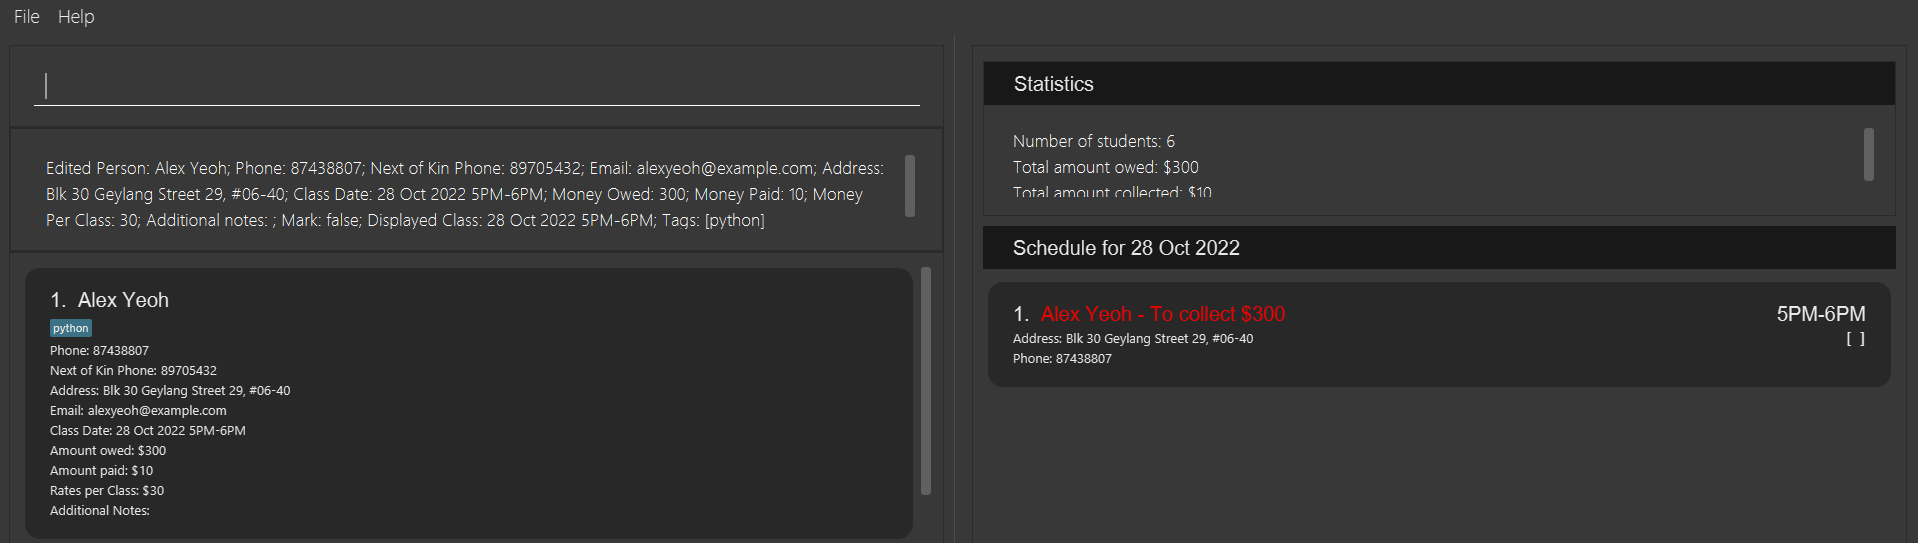 File Help
Edited Person: Alex Yeoh; Phone: 87438807; Next of Kin Phone: 89705432; Email: alexyeoh@example.com; Address:
Blk 30 Geylang Street 29, #06-40; Class Date: 28 Oct 2022 5PM-6PM; Money Owed: 300; Money Paid: 10; Money
Per Class: 30; Additional notes: ; Mark: false; Displayed Class: 28 Oct 2022 5PM-6PM; Tags: [python]
1. Alex Yeoh
python
Phone: 87438807
Next of Kin Phone: 89705432
Address: Blk 30 Geylang Street 29, #06-40
Email: alexyeoh@example.com
Class Date: 28 Oct 2022 5PM-6PM
Amount owed: $300
Amount paid: $10
Rates per Class: $30
Additional Notes:
Statistics
Number of students: 6
Total amount owed: $300
Total amount collected: $10
Schedule for 28 Oct 2022
1. Alex Yeoh - To collect $300 5PM-6PM
Address: Blk 30 Geylang Street 29, #06-40 [ ]
Phone: 87438807